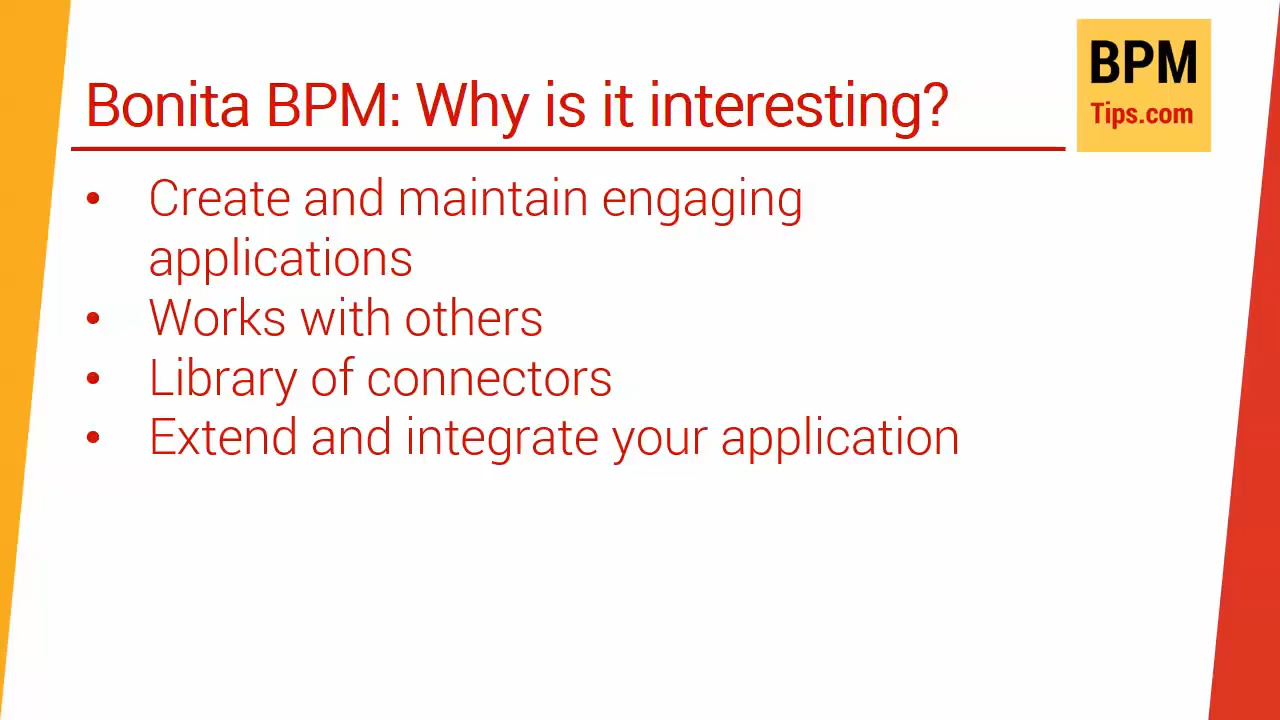 BPM
Tips.com
Bonita BPM: Why is it interesting?
• Create and maintain engaging
applications
• Works with others
• Library of connectors
• Extend and integrate your application